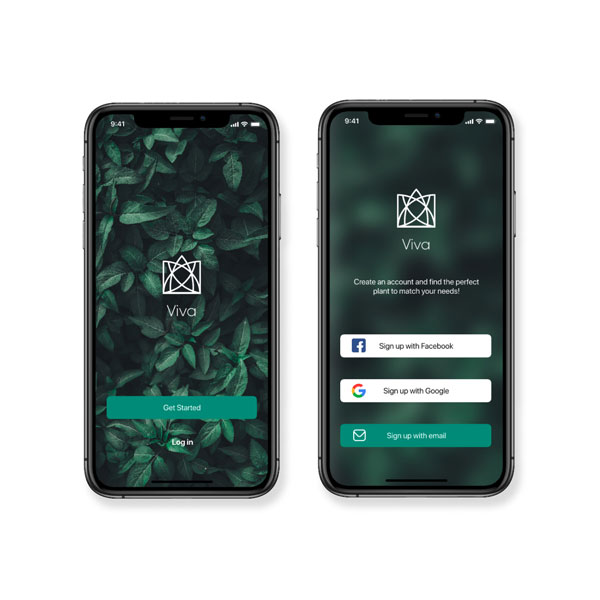 9:41
Viva
Get Started
Log in
9:41
Viva
Create an account and find the perfect
plant to match your needs!
Sign up with Facebook
Sign up with Google
Sign up with email